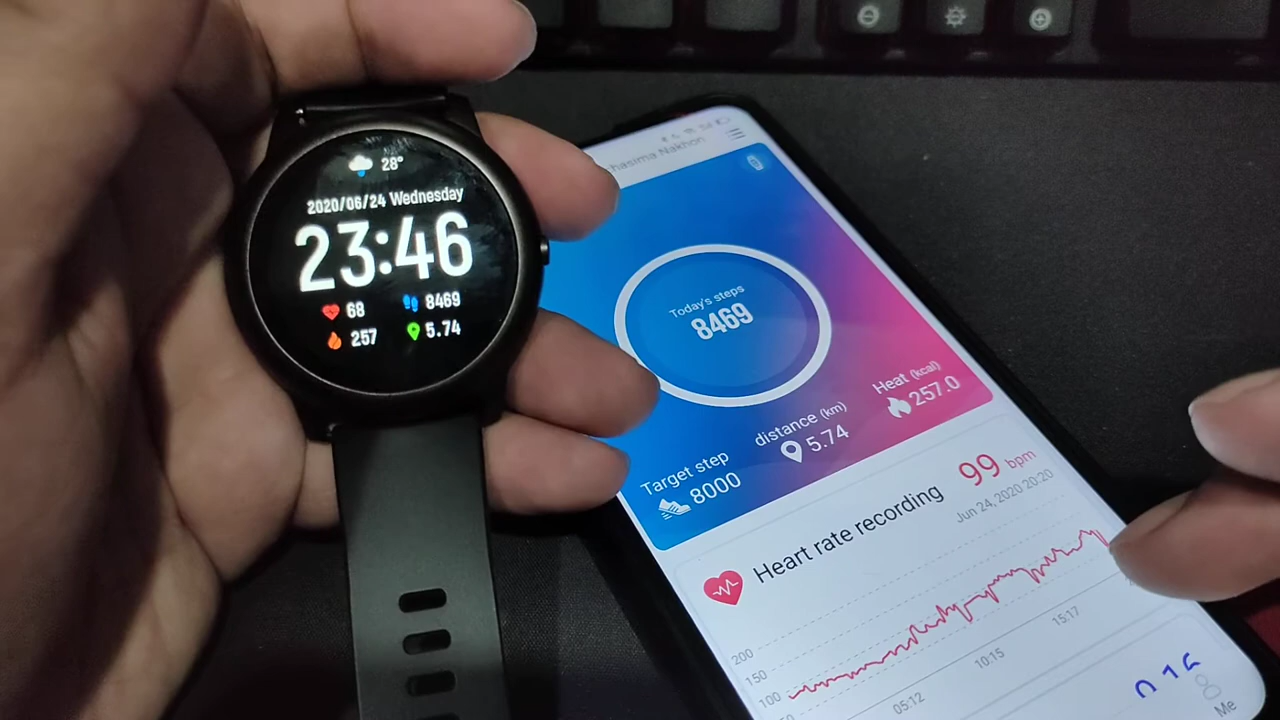 28°
2020/06/24 Wednesday
23:46
68 8469
257 5.74
Nakhon
Today's steps
8469
Target step
8000
distance (km)
5.74
Heat (kcal)
257.0
Heart rate recording
99 bpm
Jun 24, 2020 20:20
200
150
100
05:12
10:15
15:17
Me